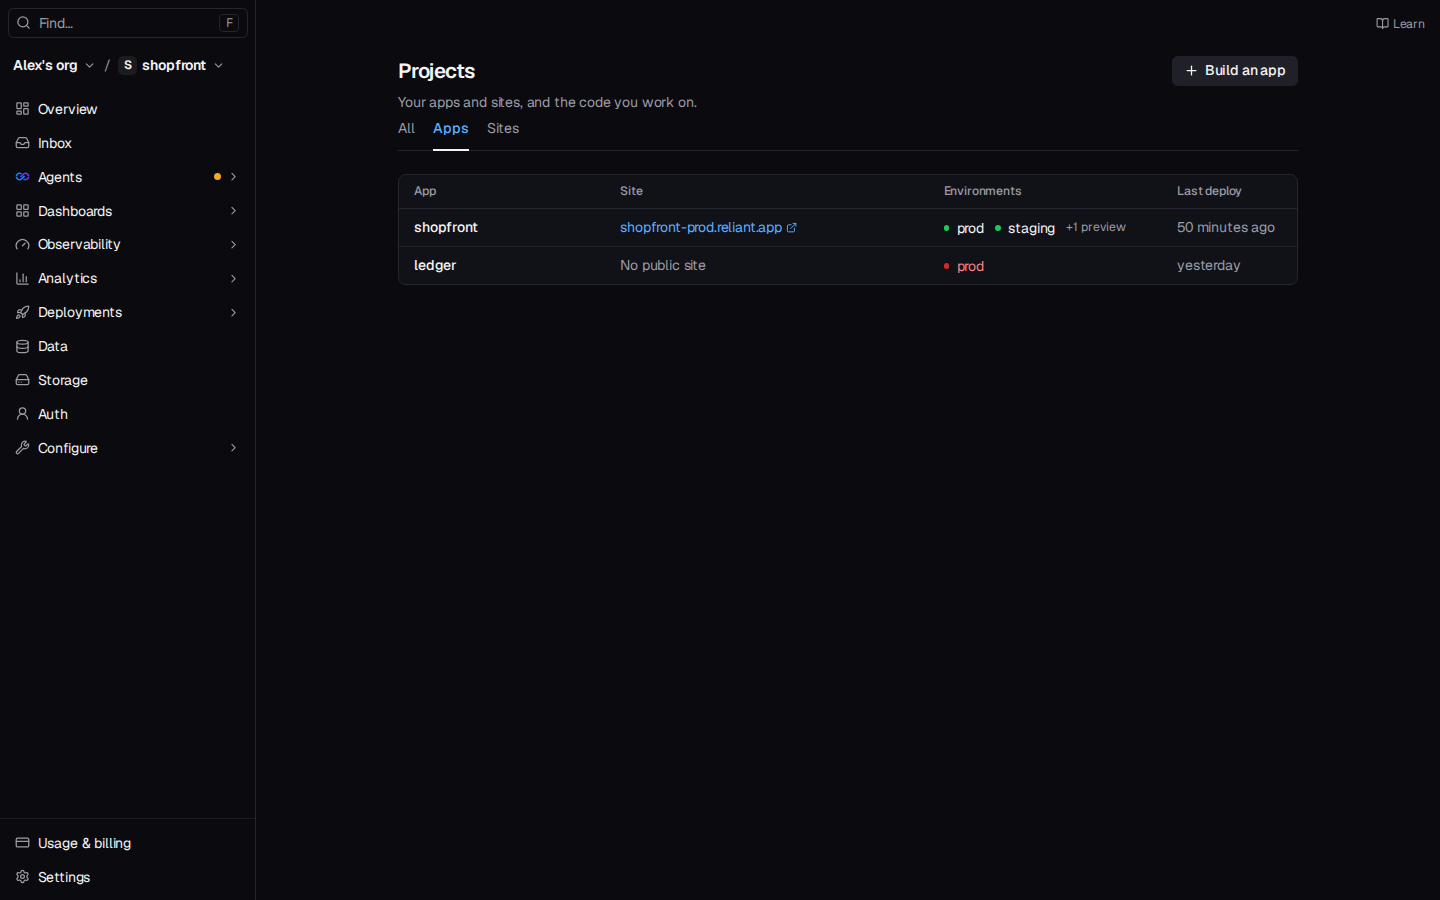 Find... F
Learn
Alex's org / S shopfront
Overview
Inbox
Agents
Dashboards
Observability
Analytics
Deployments
Data
Storage
Auth
Configure
Usage & billing
Settings
Projects
Build an app
Your apps and sites, and the code you work on.
All Apps Sites
App Site Environments Last deploy
shopfront shopfront-prod.reliant.app prod staging +1 preview 50 minutes ago
ledger No public site prod yesterday